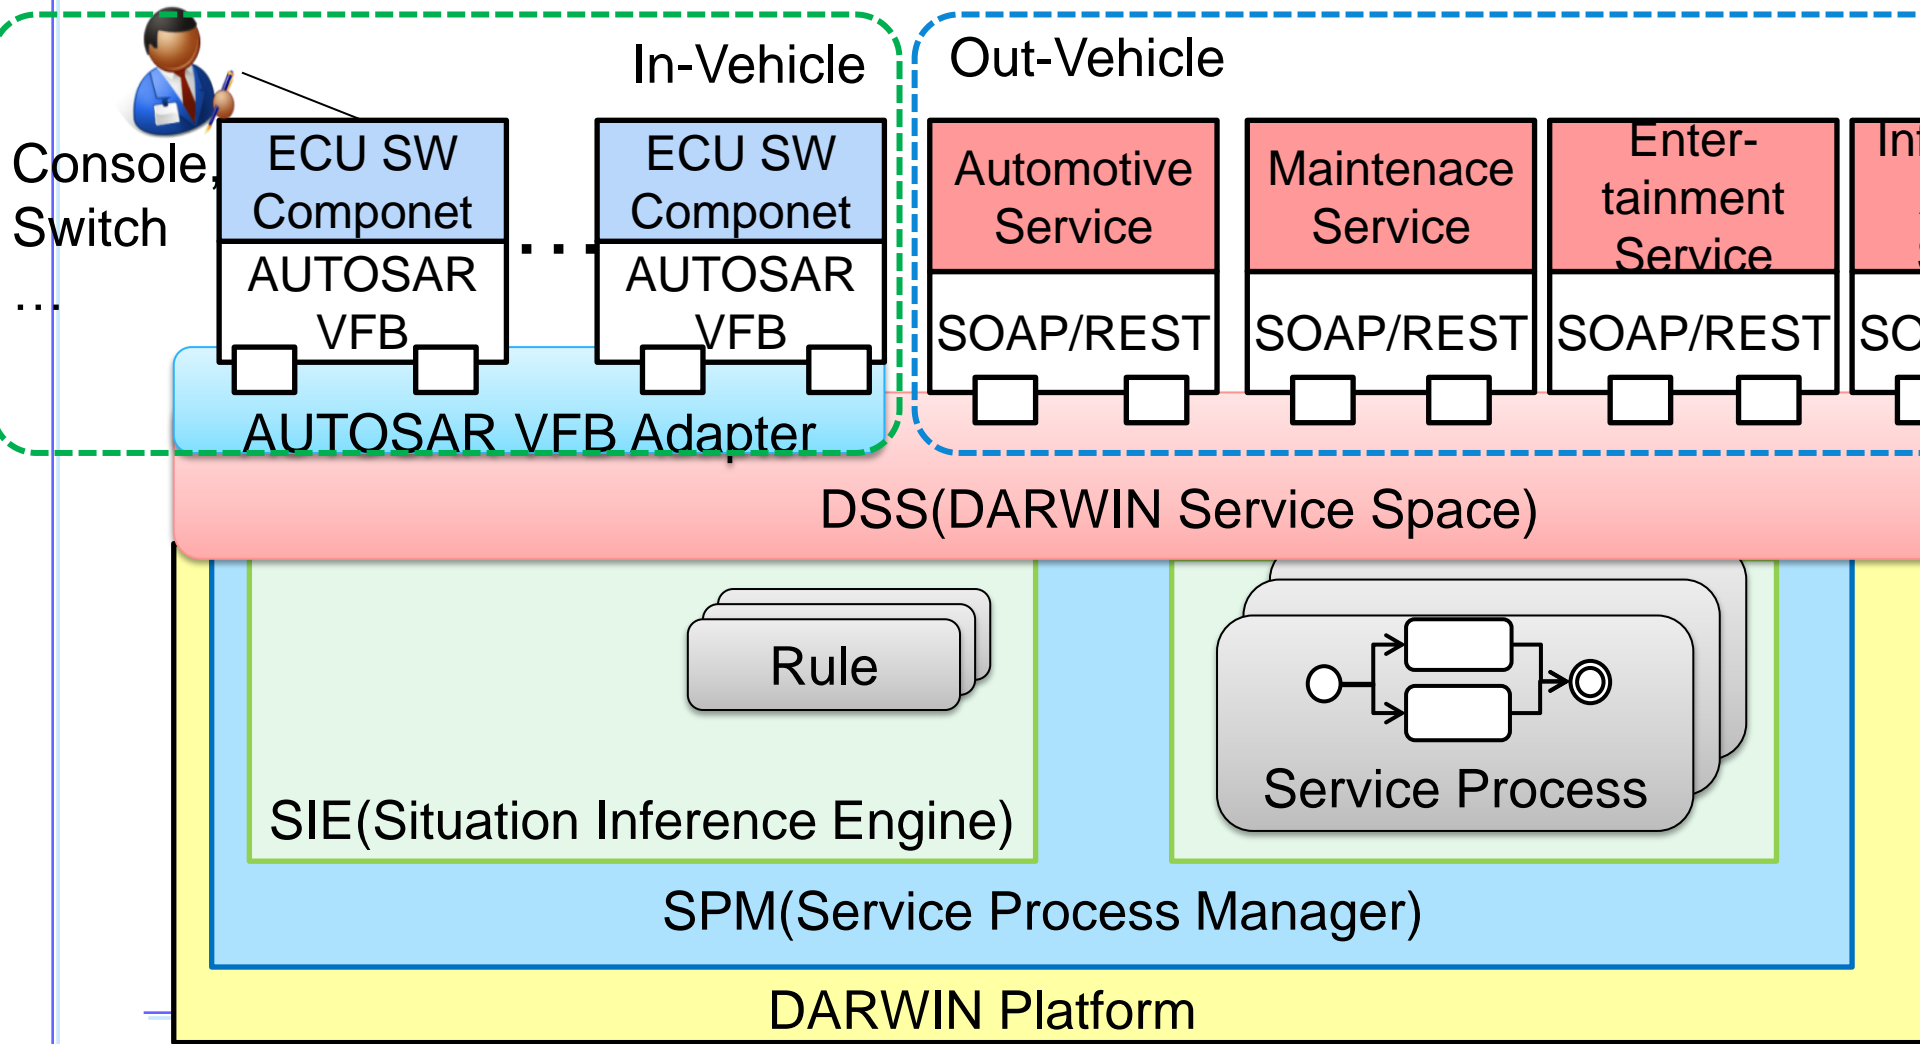 In-Vehicle
Out-Vehicle
Console,
Switch
...
ECU SW
Componet
AUTOSAR
VFB
...
ECU SW
Componet
AUTOSAR
VFB
Automotive
Service
SOAP/REST
Maintenace
Service
SOAP/REST
Enter-
tainment
Service
SOAP/REST
AUTOSAR VFB Adapter
DSS(DARWIN Service Space)
Rule
SIE(Situation Inference Engine)
Service Process
SPM(Service Process Manager)
DARWIN Platform